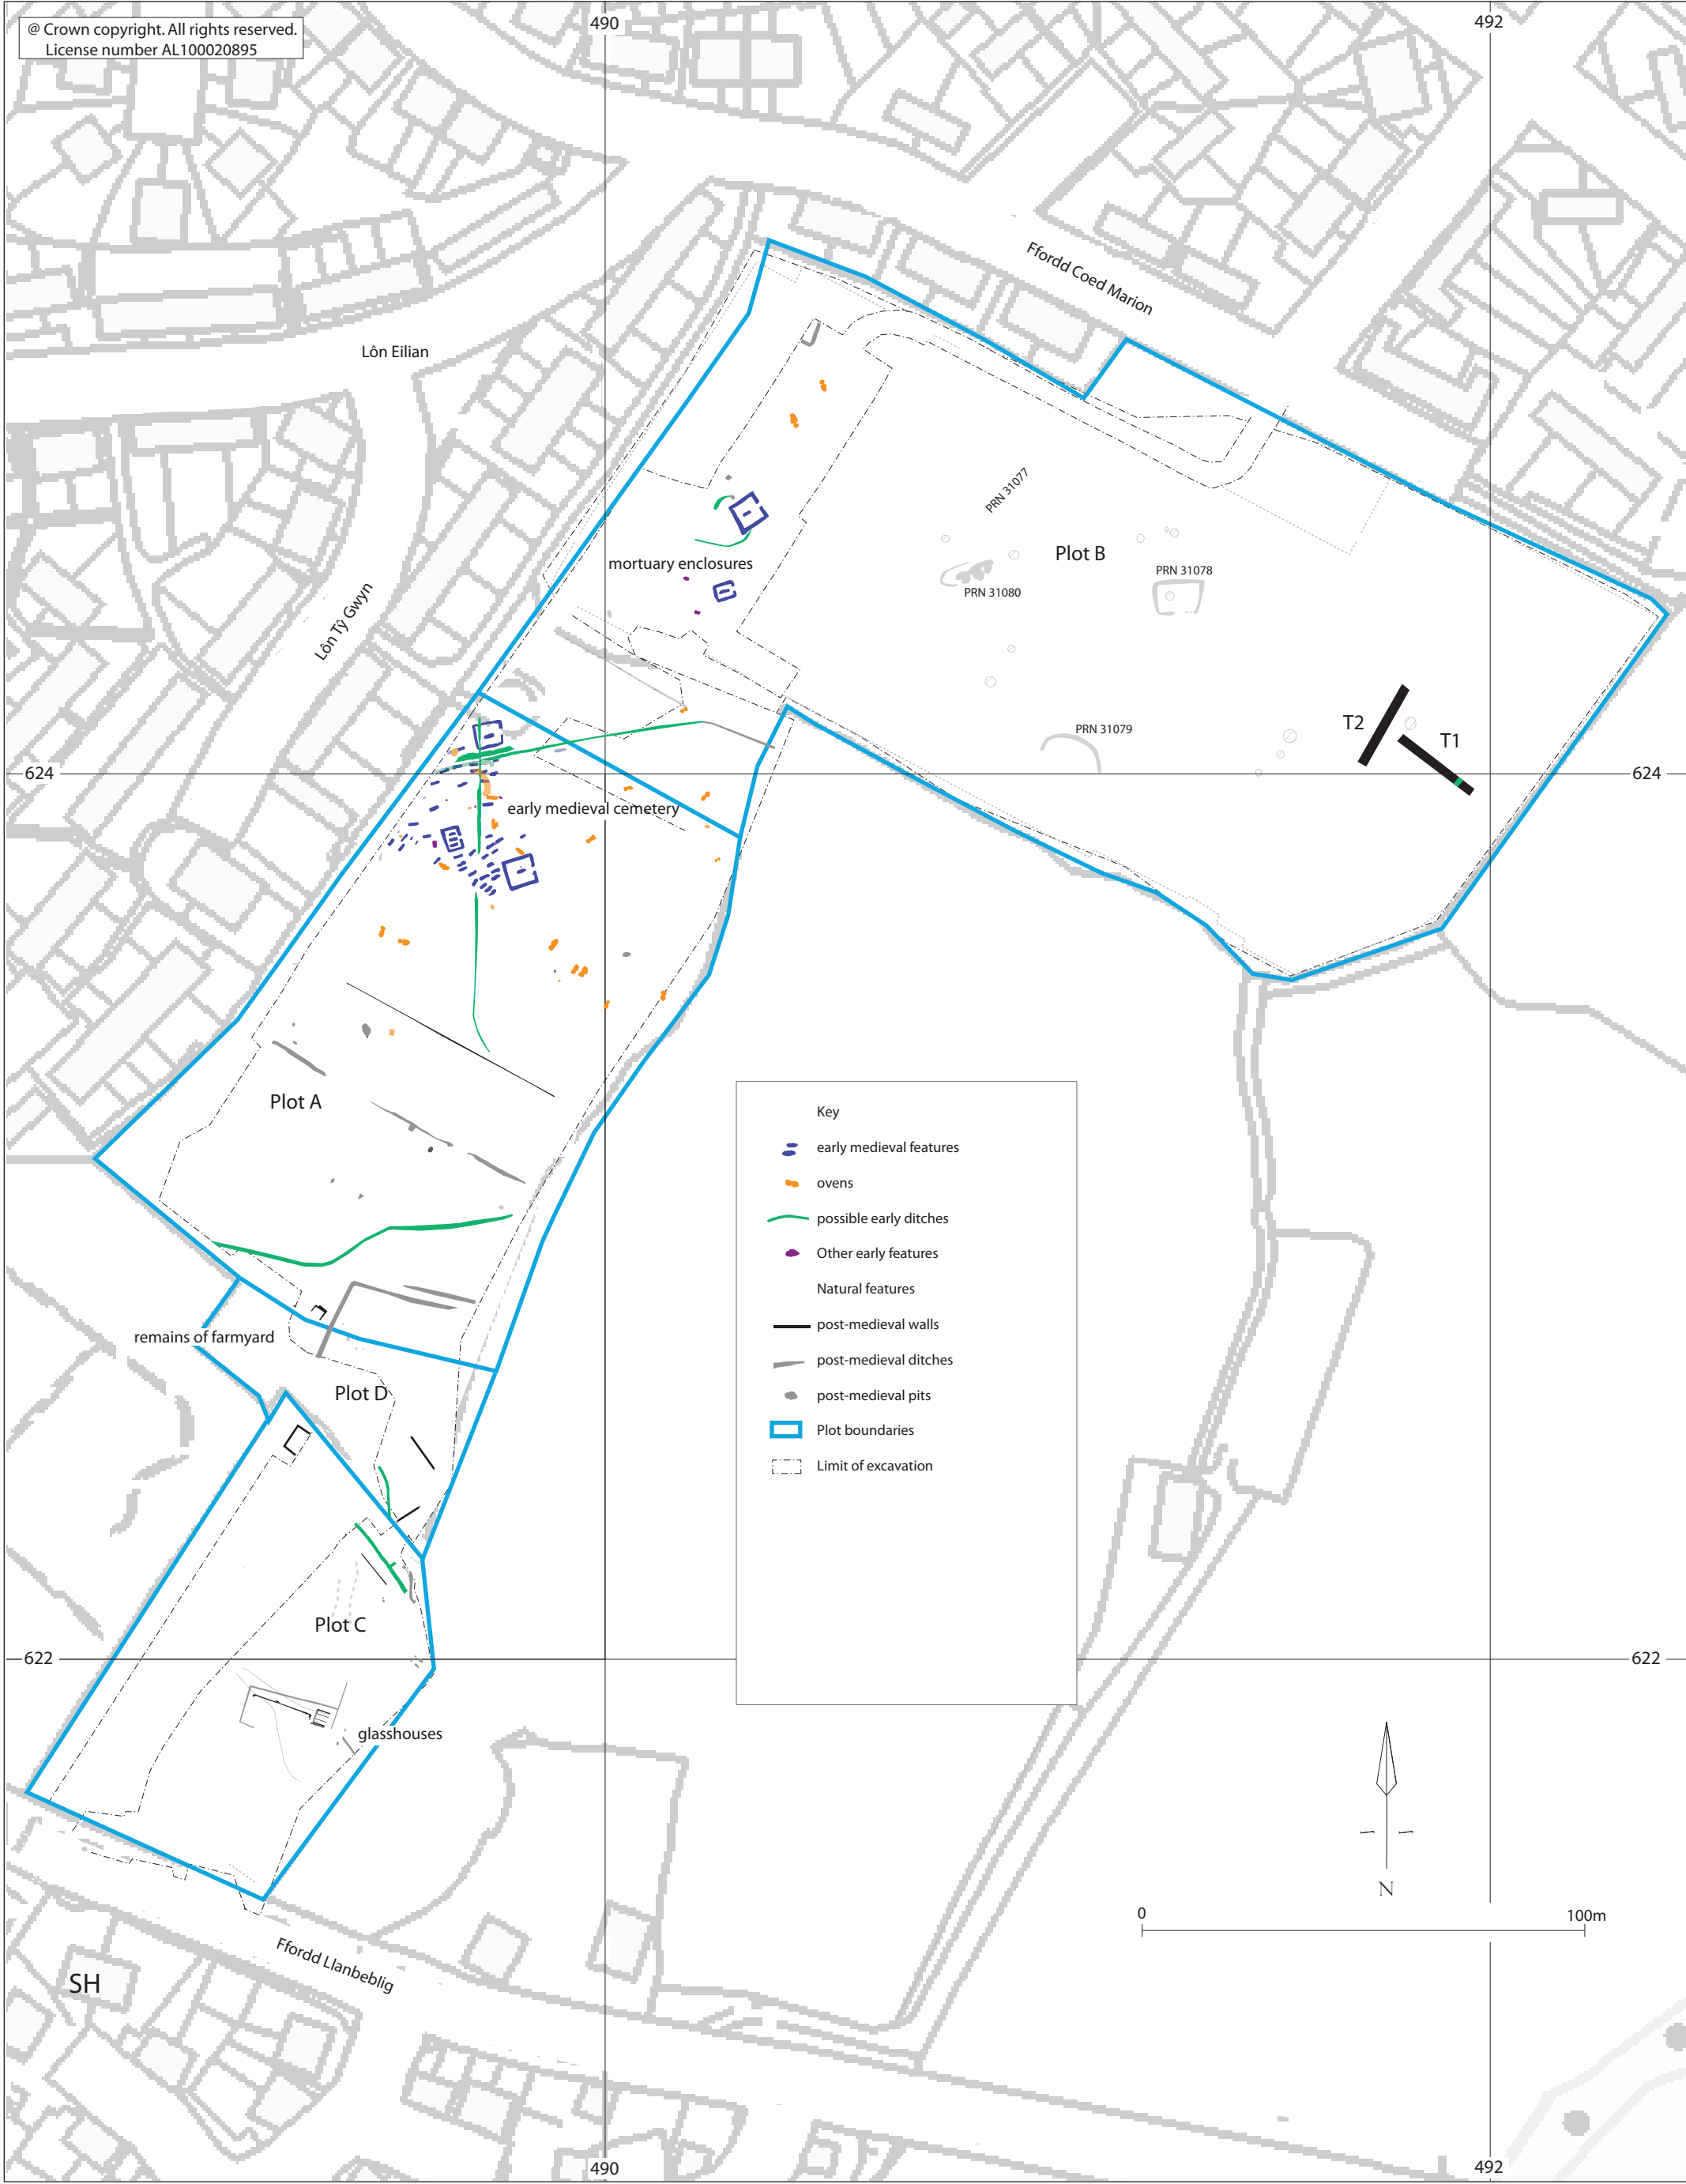 @ Crown copyright. All rights reserved.
License number AL100020895
490
492
Ffordd Coed Marion
Lôn Eilian
PRN 31077
Plot B
mortuary enclosures
PRN 31078
PRN 31080
Lôn Tŷ Gwyn
T2
PRN 31079
T1
624
624
early medieval cemetery
Plot A
Key
early medieval features
ovens
possible early ditches
Other early features
Natural features
post-medieval walls
post-medieval ditches
post-medieval pits
Plot boundaries
Limit of excavation
remains of farmyard
Plot D
Plot C
622
622
glasshouses
N
0
100m
Ffordd Llanbeblig
SH
490
492